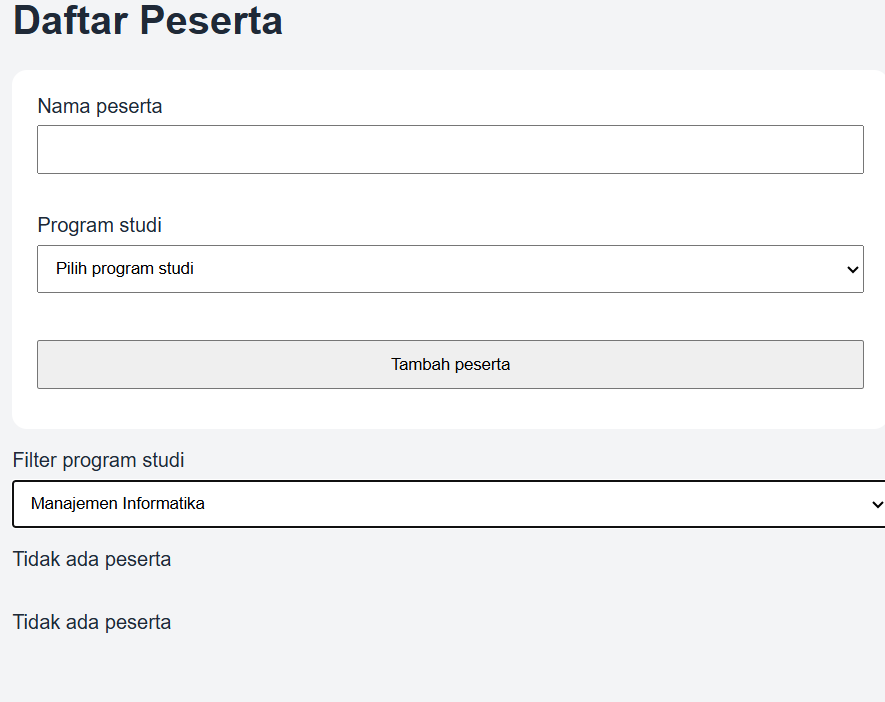 Daftar Peserta
Nama peserta
Program studi
Pilih program studi
Tambah peserta
Filter program studi
Manajemen Informatika
Tidak ada peserta
Tidak ada peserta